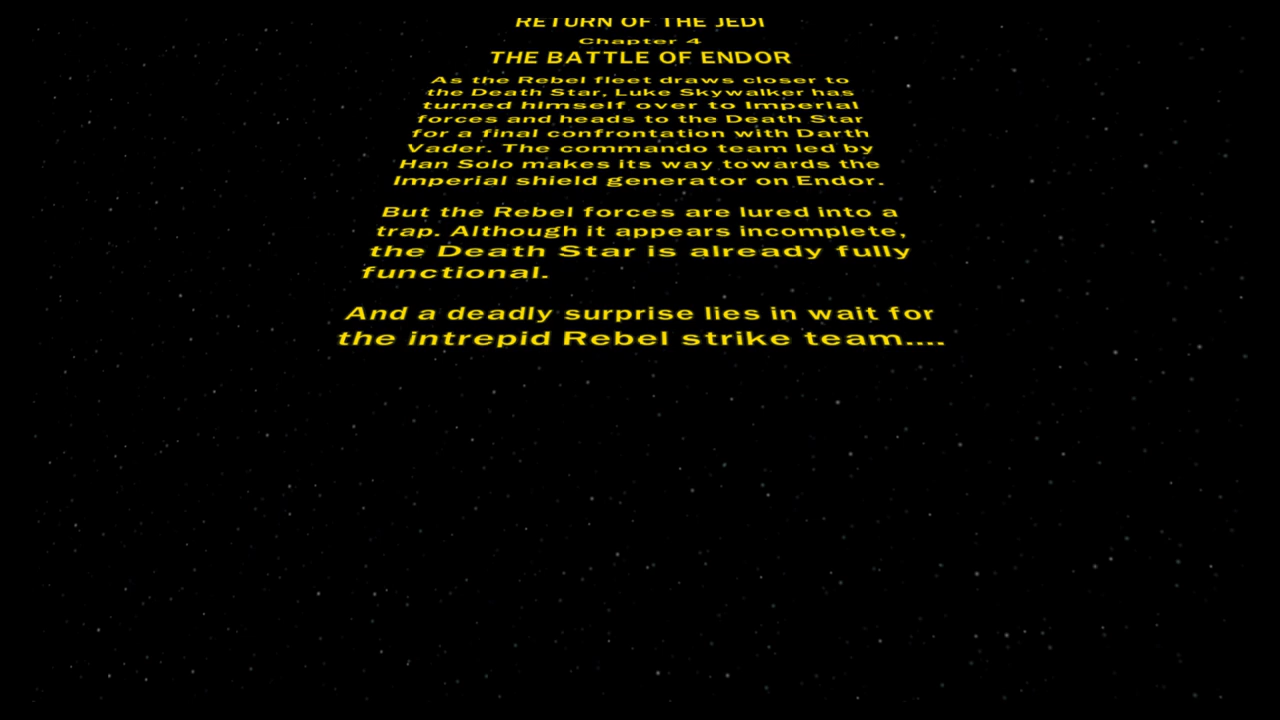 RETURN OF THE JEDI
Chapter 4
THE BATTLE OF ENDOR
As the Rebel fleet draws closer to
the Death Star, Luke Skywalker has
turned himself over to Imperial
forces and heads to the Death Star
for a final confrontation with Darth
Vader. The commando team led by
Han Solo makes its way towards the
Imperial shield generator on Endor.
But the Rebel forces are lured into a
trap. Although it appears incomplete,
the Death Star is already fully
functional.
And a deadly surprise lies in wait for
the intrepid Rebel strike team....